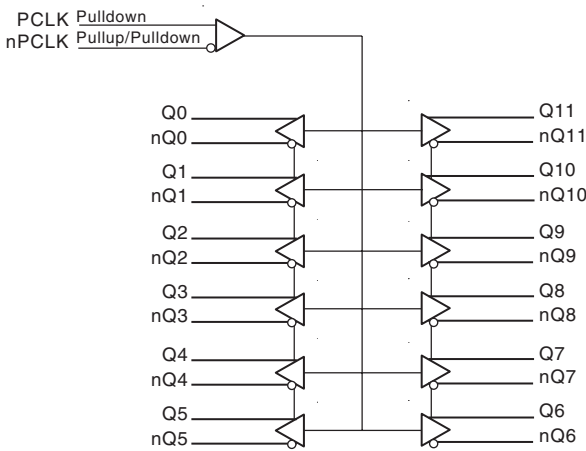 PCLK Pulldown
nPCLK Pullup/Pulldown
Q0
nQ0
Q1
nQ1
Q2
nQ2
Q3
nQ3
Q4
nQ4
Q5
nQ5
Q11
nQ11
Q10
nQ10
Q9
nQ9
Q8
nQ8
Q7
nQ7
Q6
nQ6